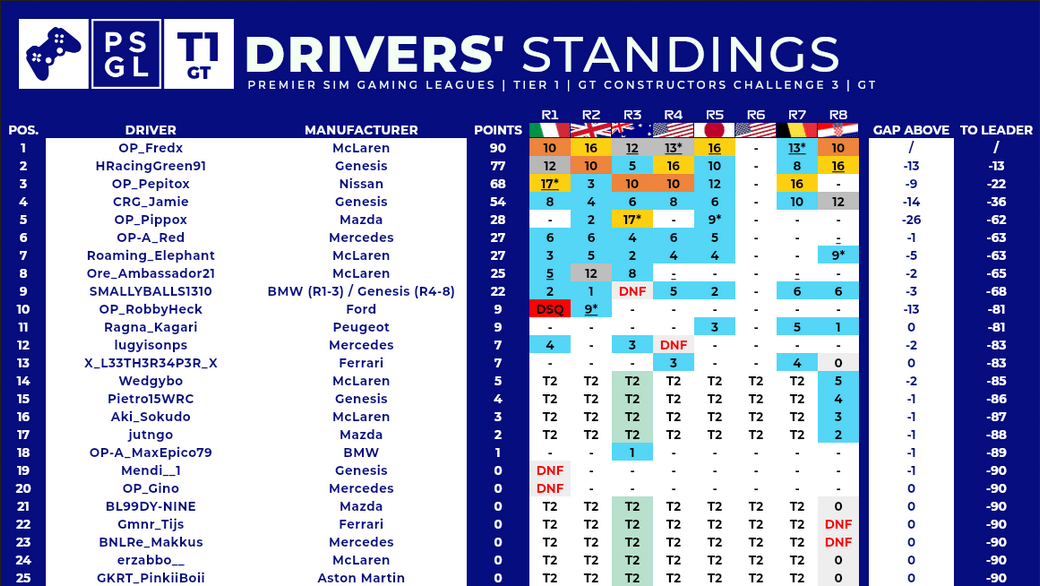 PS
GL
T1
GT
DRIVERS' STANDINGS
PREMIER SIM GAMING LEAGUES | TIER 1 | GT CONSTRUCTORS CHALLENGE 3 | GT
R1 R2 R3 R4 R5 R6 R7 R8
POS. DRIVER MANUFACTURER POINTS GAP ABOVE TO LEADER
1 OP_Fredx McLaren 90 10 16 12 13* 16 - 13* 10 / /
2 HRacingGreen91 Genesis 77 12 10 5 16 10 - 8 16 -13 -13
3 OP_Pepitox Nissan 68 17* 3 10 10 12 - 16 - -9 -22
4 CRG_Jamie Genesis 54 8 4 6 8 6 - 10 12 -14 -36
5 OP_Pippox Mazda 28 - 2 17* - 9* - - - -26 -62
6 OP-A_Red Mercedes 27 6 6 4 6 5 - - - -1 -63
7 Roaming_Elephant McLaren 27 3 5 2 4 4 - - 9* -5 -63
8 Ore_Ambassador21 McLaren 25 5 12 8 - - - - - -2 -65
9 SMALLYBALLS1310 BMW (R1-3) / Genesis (R4-8) 22 2 1 DNF 5 2 - 6 6 -3 -68
10 OP_RobbyHeck Ford 9 DSQ 9* - - - - - - -13 -81
11 Ragna_Kagari Peugeot 9 - - - - 3 - 5 1 0 -81
12 lugyisonps Mercedes 7 4 - 3 DNF - - - - -2 -83
13 X_L33TH3R34P3R_X Ferrari 7 - - - 3 - - 4 0 0 -83
14 Wedgybo McLaren 5 T2 T2 T2 T2 T2 T2 T2 5 -2 -85
15 Pietro15WRC Genesis 4 T2 T2 T2 T2 T2 T2 T2 4 -1 -86
16 Aki_Sokudo McLaren 3 T2 T2 T2 T2 T2 T2 T2 3 -1 -87
17 jutngo Mazda 2 T2 T2 T2 T2 T2 T2 T2 2 -1 -88
18 OP-A_MaxEpico79 BMW 1 - - 1 - - - - - -1 -89
19 Mendi__1 Genesis 0 DNF - - - - - - - -1 -90
20 OP_Gino Mercedes 0 DNF - - - - - - - 0 -90
21 BL99DY-NINE Mazda 0 T2 T2 T2 T2 T2 T2 T2 0 0 -90
22 Gmnr_Tijs Ferrari 0 T2 T2 T2 T2 T2 T2 T2 DNF 0 -90
23 BNLRe_Makkus Mercedes 0 T2 T2 T2 T2 T2 T2 T2 DNF 0 -90
24 erzabbo__ McLaren 0 T2 T2 T2 T2 T2 T2 T2 0 0 -90
25 GKRT_PinkiiBoii Aston Martin 0 T2 T2 T2 T2 T2 T2 T2 0 0 -90